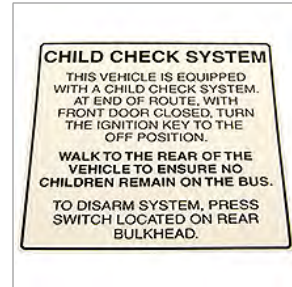 CHILD CHECK SYSTEM
THIS VEHICLE IS EQUIPPED
WITH A CHILD CHECK SYSTEM.
AT END OF ROUTE, WITH
FRONT DOOR CLOSED, TURN
THE IGNITION KEY TO THE
OFF POSITION.
WALK TO THE REAR OF THE
VEHICLE TO ENSURE NO
CHILDREN REMAIN ON THE BUS.
TO DISARM SYSTEM, PRESS
SWITCH LOCATED ON REAR
BULKHEAD.